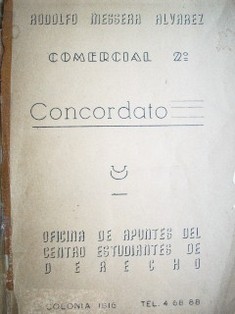 RODOLFO MESSERA ALVAREZ
COMERCIAL 2º
Concordato
OFICINA DE APUNTES DEL
CENTRO ESTUDIANTES DE
DERECHO
COLONIA 1816 TEL. 4 68 88